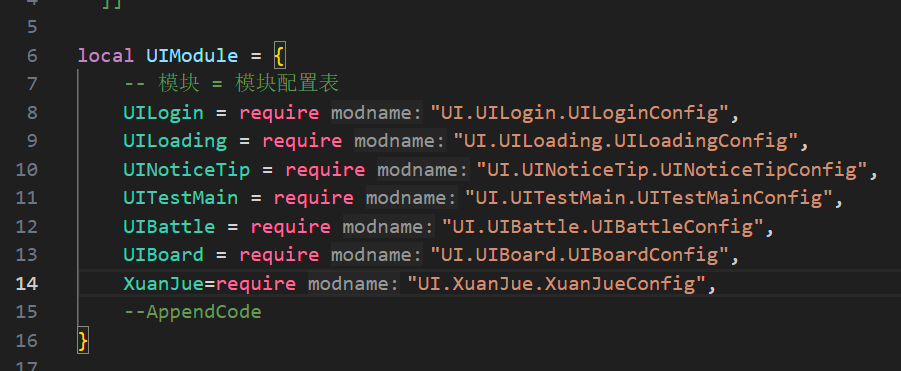 4 ]]
5
6 local UIModule = {
7 -- 模块 = 模块配置表
8 UILogin = require modname: "UI.UILogin.UILoginConfig",
9 UILoading = require modname: "UI.UILoading.UILoadingConfig",
10 UINoticeTip = require modname: "UI.UINoticeTip.UINoticeTipConfig",
11 UITestMain = require modname: "UI.UITestMain.UITestMainConfig",
12 UIBattle = require modname: "UI.UIBattle.UIBattleConfig",
13 UIBoard = require modname: "UI.UIBoard.UIBoardConfig",
14 XuanJue=require modname: "UI.XuanJue.XuanJueConfig",
15 --AppendCode
16 }
17